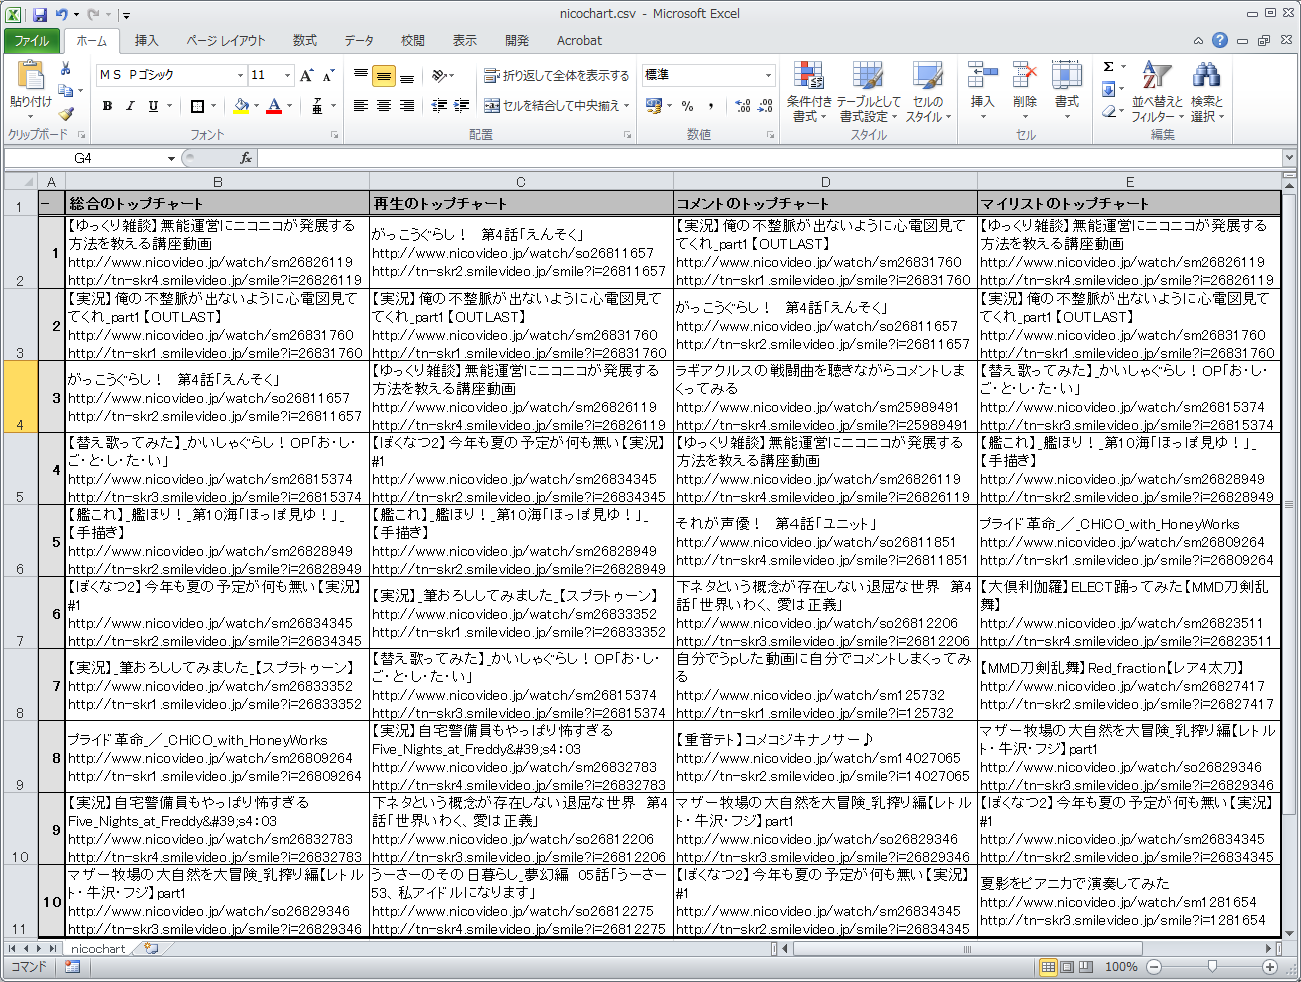 nicochart.csv - Microsoft Excel
ファイル ホーム 挿入 ページ レイアウト 数式 データ 校閲 表示 開発 Acrobat
貼り付け
クリップボード
ＭＳ Ｐゴシック 11
B I U
フォント
折り返して全体を表示する
セルを結合して中央揃え
配置
標準
% ,
数値
条件付き書式
テーブルとして書式設定
セルのスタイル
スタイル
挿入 削除 書式
セル
Σ
並べ替えとフィルター
検索と選択
編集
G4 fx
A B C D E
1 - 総合のトップチャート 再生のトップチャート コメントのトップチャート マイリストのトップチャート
2 1
【ゆっくり雑談】無能運営にニコニコが発展する
方法を教える講座動画
http://www.nicovideo.jp/watch/sm26826119
http://tn-skr4.smilevideo.jp/smile?i=26826119
がっこうぐらし！　第4話「えんそく」
http://www.nicovideo.jp/watch/so26811657
http://tn-skr2.smilevideo.jp/smile?i=26811657
【実況】俺の不整脈が出ないように心電図見て
てくれ_part1【OUTLAST】
http://www.nicovideo.jp/watch/sm26831760
http://tn-skr1.smilevideo.jp/smile?i=26831760
【ゆっくり雑談】無能運営にニコニコが発展する
方法を教える講座動画
http://www.nicovideo.jp/watch/sm26826119
http://tn-skr4.smilevideo.jp/smile?i=26826119
3 2
【実況】俺の不整脈が出ないように心電図見て
てくれ_part1【OUTLAST】
http://www.nicovideo.jp/watch/sm26831760
http://tn-skr1.smilevideo.jp/smile?i=26831760
【実況】俺の不整脈が出ないように心電図見て
てくれ_part1【OUTLAST】
http://www.nicovideo.jp/watch/sm26831760
http://tn-skr1.smilevideo.jp/smile?i=26831760
がっこうぐらし！　第4話「えんそく」
http://www.nicovideo.jp/watch/so26811657
http://tn-skr2.smilevideo.jp/smile?i=26811657
【実況】俺の不整脈が出ないように心電図見て
てくれ_part1【OUTLAST】
http://www.nicovideo.jp/watch/sm26831760
http://tn-skr1.smilevideo.jp/smile?i=26831760
4 3
がっこうぐらし！　第4話「えんそく」
http://www.nicovideo.jp/watch/so26811657
http://tn-skr2.smilevideo.jp/smile?i=26811657
【ゆっくり雑談】無能運営にニコニコが発展する
方法を教える講座動画
http://www.nicovideo.jp/watch/sm26826119
http://tn-skr4.smilevideo.jp/smile?i=26826119
ラギアクルスの戦闘曲を聴きながらコメントしま
くってみる
http://www.nicovideo.jp/watch/sm25989491
http://tn-skr4.smilevideo.jp/smile?i=25989491
【替え歌ってみた】_かいしゃぐらし！OP「お・し・
ご・と・し・た・い」
http://www.nicovideo.jp/watch/sm26815374
http://tn-skr3.smilevideo.jp/smile?i=26815374
5 4
【替え歌ってみた】_かいしゃぐらし！OP「お・し・
ご・と・し・た・い」
http://www.nicovideo.jp/watch/sm26815374
http://tn-skr3.smilevideo.jp/smile?i=26815374
【ぼくなつ2】今年も夏の予定が何も無い【実況】
#1
http://www.nicovideo.jp/watch/sm26834345
http://tn-skr2.smilevideo.jp/smile?i=26834345
【ゆっくり雑談】無能運営にニコニコが発展する
方法を教える講座動画
http://www.nicovideo.jp/watch/sm26826119
http://tn-skr4.smilevideo.jp/smile?i=26826119
【艦これ】_艦ほり！_第10海「ほっぽ見ゆ！」_
【手描き】
http://www.nicovideo.jp/watch/sm26828949
http://tn-skr2.smilevideo.jp/smile?i=26828949
6 5
【艦これ】_艦ほり！_第10海「ほっぽ見ゆ！」_
【手描き】
http://www.nicovideo.jp/watch/sm26828949
http://tn-skr2.smilevideo.jp/smile?i=26828949
【艦これ】_艦ほり！_第10海「ほっぽ見ゆ！」_
【手描き】
http://www.nicovideo.jp/watch/sm26828949
http://tn-skr2.smilevideo.jp/smile?i=26828949
それが声優！　第４話「ユニット」
http://www.nicovideo.jp/watch/so26811851
http://tn-skr4.smilevideo.jp/smile?i=26811851
プライド革命_／_CHiCO_with_HoneyWorks
http://www.nicovideo.jp/watch/sm26809264
http://tn-skr1.smilevideo.jp/smile?i=26809264
7 6
【ぼくなつ2】今年も夏の予定が何も無い【実況】
#1
http://www.nicovideo.jp/watch/sm26834345
http://tn-skr2.smilevideo.jp/smile?i=26834345
【実況】_筆おろししてみました_【スプラトゥーン】
http://www.nicovideo.jp/watch/sm26833352
http://tn-skr1.smilevideo.jp/smile?i=26833352
下ネタという概念が存在しない退屈な世界　第4
話「世界いわく、愛は正義」
http://www.nicovideo.jp/watch/so26812206
http://tn-skr3.smilevideo.jp/smile?i=26812206
【大倶利伽羅】ELECT踊ってみた【MMD刀剣乱
舞】
http://www.nicovideo.jp/watch/sm26823511
http://tn-skr4.smilevideo.jp/smile?i=26823511
8 7
【実況】_筆おろししてみました_【スプラトゥーン】
http://www.nicovideo.jp/watch/sm26833352
http://tn-skr1.smilevideo.jp/smile?i=26833352
【替え歌ってみた】_かいしゃぐらし！OP「お・し・
ご・と・し・た・い」
http://www.nicovideo.jp/watch/sm26815374
http://tn-skr3.smilevideo.jp/smile?i=26815374
自分でうpした動画に自分でコメントしまくってみ
る
http://www.nicovideo.jp/watch/sm125732
http://tn-skr1.smilevideo.jp/smile?i=125732
【MMD刀剣乱舞】Red_fraction【レア4太刀】
http://www.nicovideo.jp/watch/sm26827417
http://tn-skr2.smilevideo.jp/smile?i=26827417
9 8
プライド革命_／_CHiCO_with_HoneyWorks
http://www.nicovideo.jp/watch/sm26809264
http://tn-skr1.smilevideo.jp/smile?i=26809264
【実況】自宅警備員もやっぱり怖すぎる
Five_Nights_at_Freddy&#39;s4:03
http://www.nicovideo.jp/watch/sm26832783
http://tn-skr4.smilevideo.jp/smile?i=26832783
【重音テト】コメコジキナノサー♪
http://www.nicovideo.jp/watch/sm14027065
http://tn-skr2.smilevideo.jp/smile?i=14027065
マザー牧場の大自然を大冒険_乳搾り編【レトル
ト・牛沢・フジ】part1
http://www.nicovideo.jp/watch/so26829346
http://tn-skr3.smilevideo.jp/smile?i=26829346
10 9
【実況】自宅警備員もやっぱり怖すぎる
Five_Nights_at_Freddy&#39;s4:03
http://www.nicovideo.jp/watch/sm26832783
http://tn-skr4.smilevideo.jp/smile?i=26832783
下ネタという概念が存在しない退屈な世界　第4
話「世界いわく、愛は正義」
http://www.nicovideo.jp/watch/so26812206
http://tn-skr3.smilevideo.jp/smile?i=26812206
マザー牧場の大自然を大冒険_乳搾り編【レトル
ト・牛沢・フジ】part1
http://www.nicovideo.jp/watch/so26829346
http://tn-skr3.smilevideo.jp/smile?i=26829346
【ぼくなつ2】今年も夏の予定が何も無い【実況】
#1
http://www.nicovideo.jp/watch/sm26834345
http://tn-skr2.smilevideo.jp/smile?i=26834345
11 10
マザー牧場の大自然を大冒険_乳搾り編【レトル
ト・牛沢・フジ】part1
http://www.nicovideo.jp/watch/so26829346
http://tn-skr3.smilevideo.jp/smile?i=26829346
うーさーのその日暮らし_夢幻編　05話「うーさー
53、私アイドルになります」
http://www.nicovideo.jp/watch/so26812275
http://tn-skr4.smilevideo.jp/smile?i=26812275
【ぼくなつ2】今年も夏の予定が何も無い【実況】
#1
http://www.nicovideo.jp/watch/sm26834345
http://tn-skr2.smilevideo.jp/smile?i=26834345
夏影をピアニカで演奏してみた
http://www.nicovideo.jp/watch/sm1281654
http://tn-skr3.smilevideo.jp/smile?i=1281654
nicochart
コマンド 100%